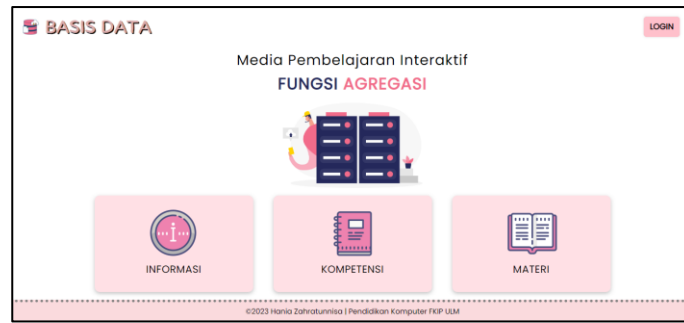 BASIS DATA
LOGIN
Media Pembelajaran Interaktif
FUNGSI AGREGASI
INFORMASI
KOMPETENSI
MATERI
©2023 Hania Zahratunnisa | Pendidikan Komputer FKIP ULM